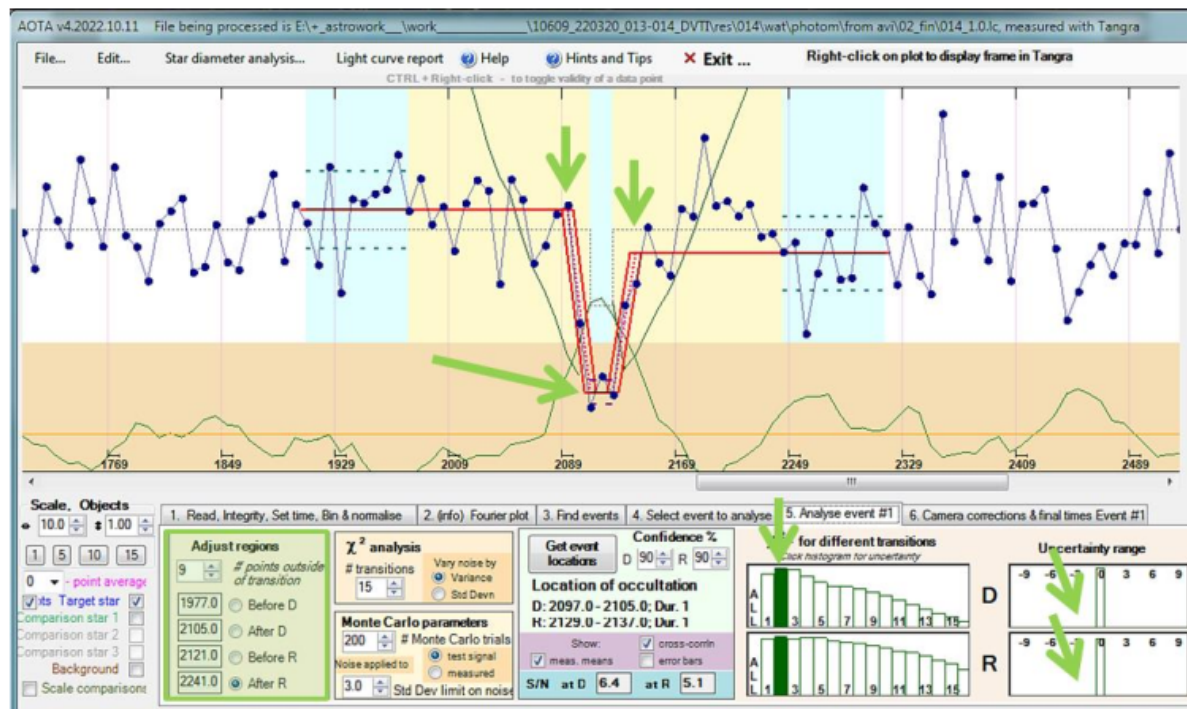 AOTA v4.2022.10.11 File being processed is E:\+_astrowork__\work_________\10609_220320_013-014_DVTI\res\014\wat\photom\from avi\02_fin\014_1.0.lc, measured with Tangra
File... Edit... Star diameter analysis... Light curve report Help Hints and Tips Exit ... Right-click on plot to display frame in Tangra
CTRL + Right-click - to toggle validity of a data point
1769 1849 1929 2009 2089 2169 2249 2329 2409 2489
Scale, Objects
10.0 1.00
1 5 10 15
0 - point average
Target star
Comparison star 1
Comparison star 2
Comparison star 3
Background
Scale comparisons
1. Read, Integrity, Set time, Bin & normalise 2. (info) Fourier plot 3. Find events 4. Select event to analyse 5. Analyse event #1 6. Camera corrections & final times Event #1
Adjust regions
9 # points outside of transition
1977.0 Before D
2105.0 After D
2121.0 Before R
2241.0 After R
χ² analysis
# transitions
15
Vary noise by
Variance
Std Devn
Monte Carlo parameters
200 # Monte Carlo trials
Noise applied to
test signal
measured
3.0 Std Dev limit on noise
Get event locations
Confidence %
D 90 R 90
Location of occultation
D: 2097.0 - 2105.0; Dur. 1
R: 2129.0 - 2137.0; Dur. 1
Show:
cross-corrln
meas. means
error bars
S/N at D 6.4 at R 5.1
for different transitions
Click histogram for uncertainty
ALL 1 3 5 7 9 11 13 15
D
ALL 1 3 5 7 9 11 13 15
R
Uncertainty range
-9 -6 -3 0 3 6 9
-9 -6 -3 0 3 6 9